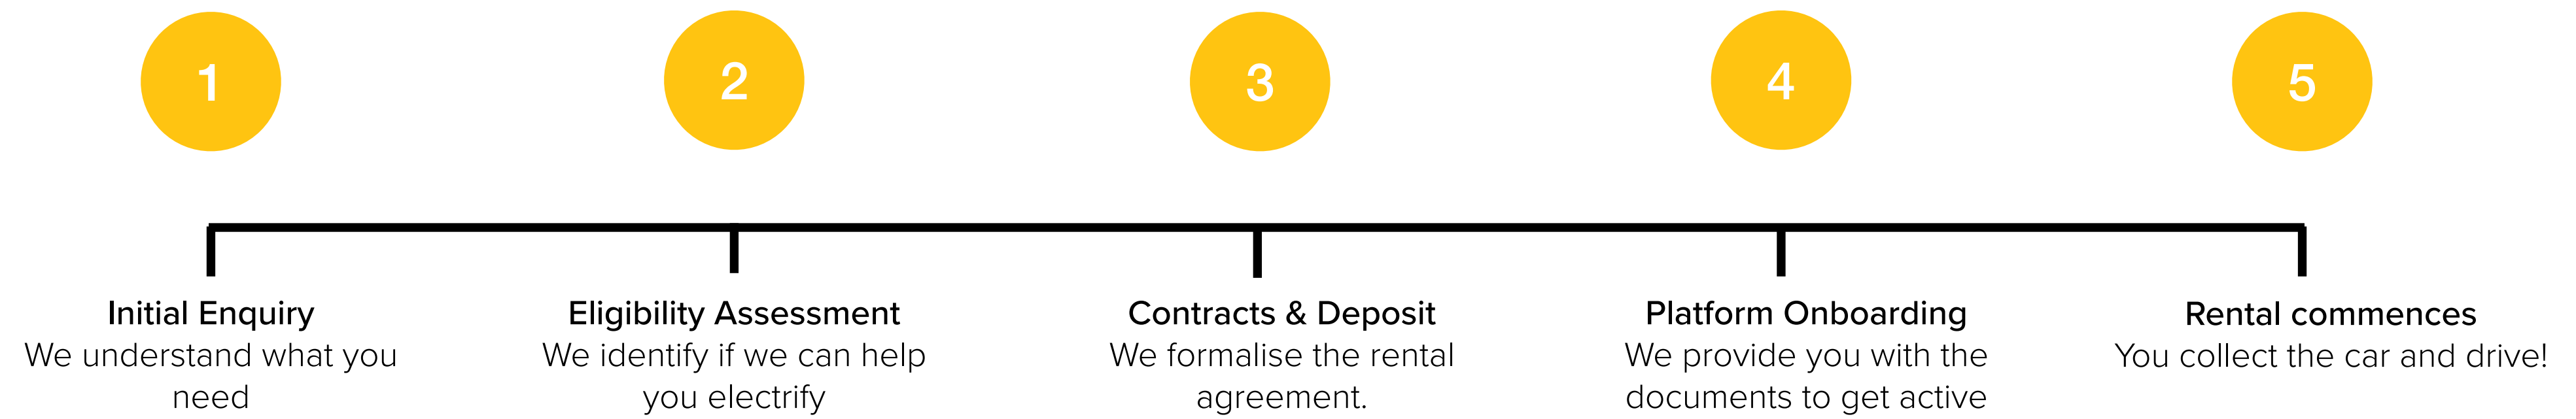 1
2
3
4
5
Initial Enquiry
We understand what you
need
Eligibility Assessment
We identify if we can help
you electrify
Contracts & Deposit
We formalise the rental
agreement.
Platform Onboarding
We provide you with the
documents to get active
Rental commences
You collect the car and drive!